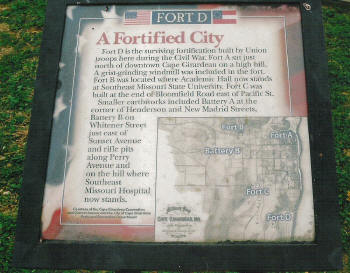 FORT D
A Fortified City
Fort D is the surviving fortification built by Union
troops here during the Civil War. Fort A sat just
north of downtown Cape Girardeau on a high hill.
A grist-grinding windmill was included in the fort.
Fort B was located where Academic Hall now stands
at Southeast Missouri State University. Fort C was
built at the end of Bloomfield Road east of Pacific St.
Smaller earthworks included Battery A at the
corner of Henderson and New Madrid Streets,
Battery B on
Whitener Street
just east of
Sunset Avenue
and rifle pits
along Perry
Avenue and
on the hill where
Southeast
Missouri Hospital
now stands.
Fort B
Fort A
Battery B
Fort C
Fort D
CAPE GIRARDEAU, MO.